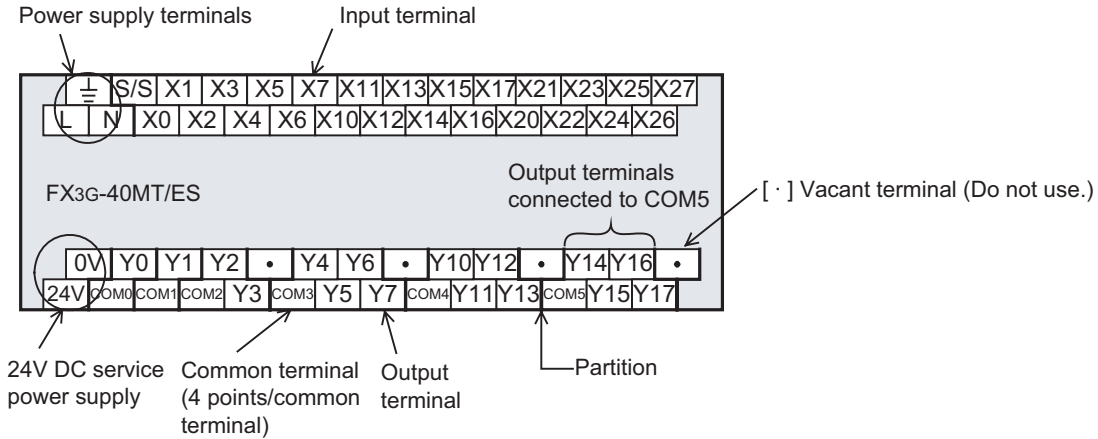 Power supply terminals
Input terminal
S/S X1 X3 X5 X7 X11 X13 X15 X17 X21 X23 X25 X27
L N X0 X2 X4 X6 X10 X12 X14 X16 X20 X22 X24 X26
FX3G-40MT/ES
Output terminals
connected to COM5
[ · ] Vacant terminal (Do not use.)
0V Y0 Y1 Y2 • Y4 Y6 • Y10 Y12 • Y14 Y16 •
24V COM0 COM1 COM2 Y3 COM3 Y5 Y7 COM4 Y11 Y13 COM5 Y15 Y17
24V DC service
power supply
Common terminal
(4 points/common
terminal)
Output
terminal
Partition